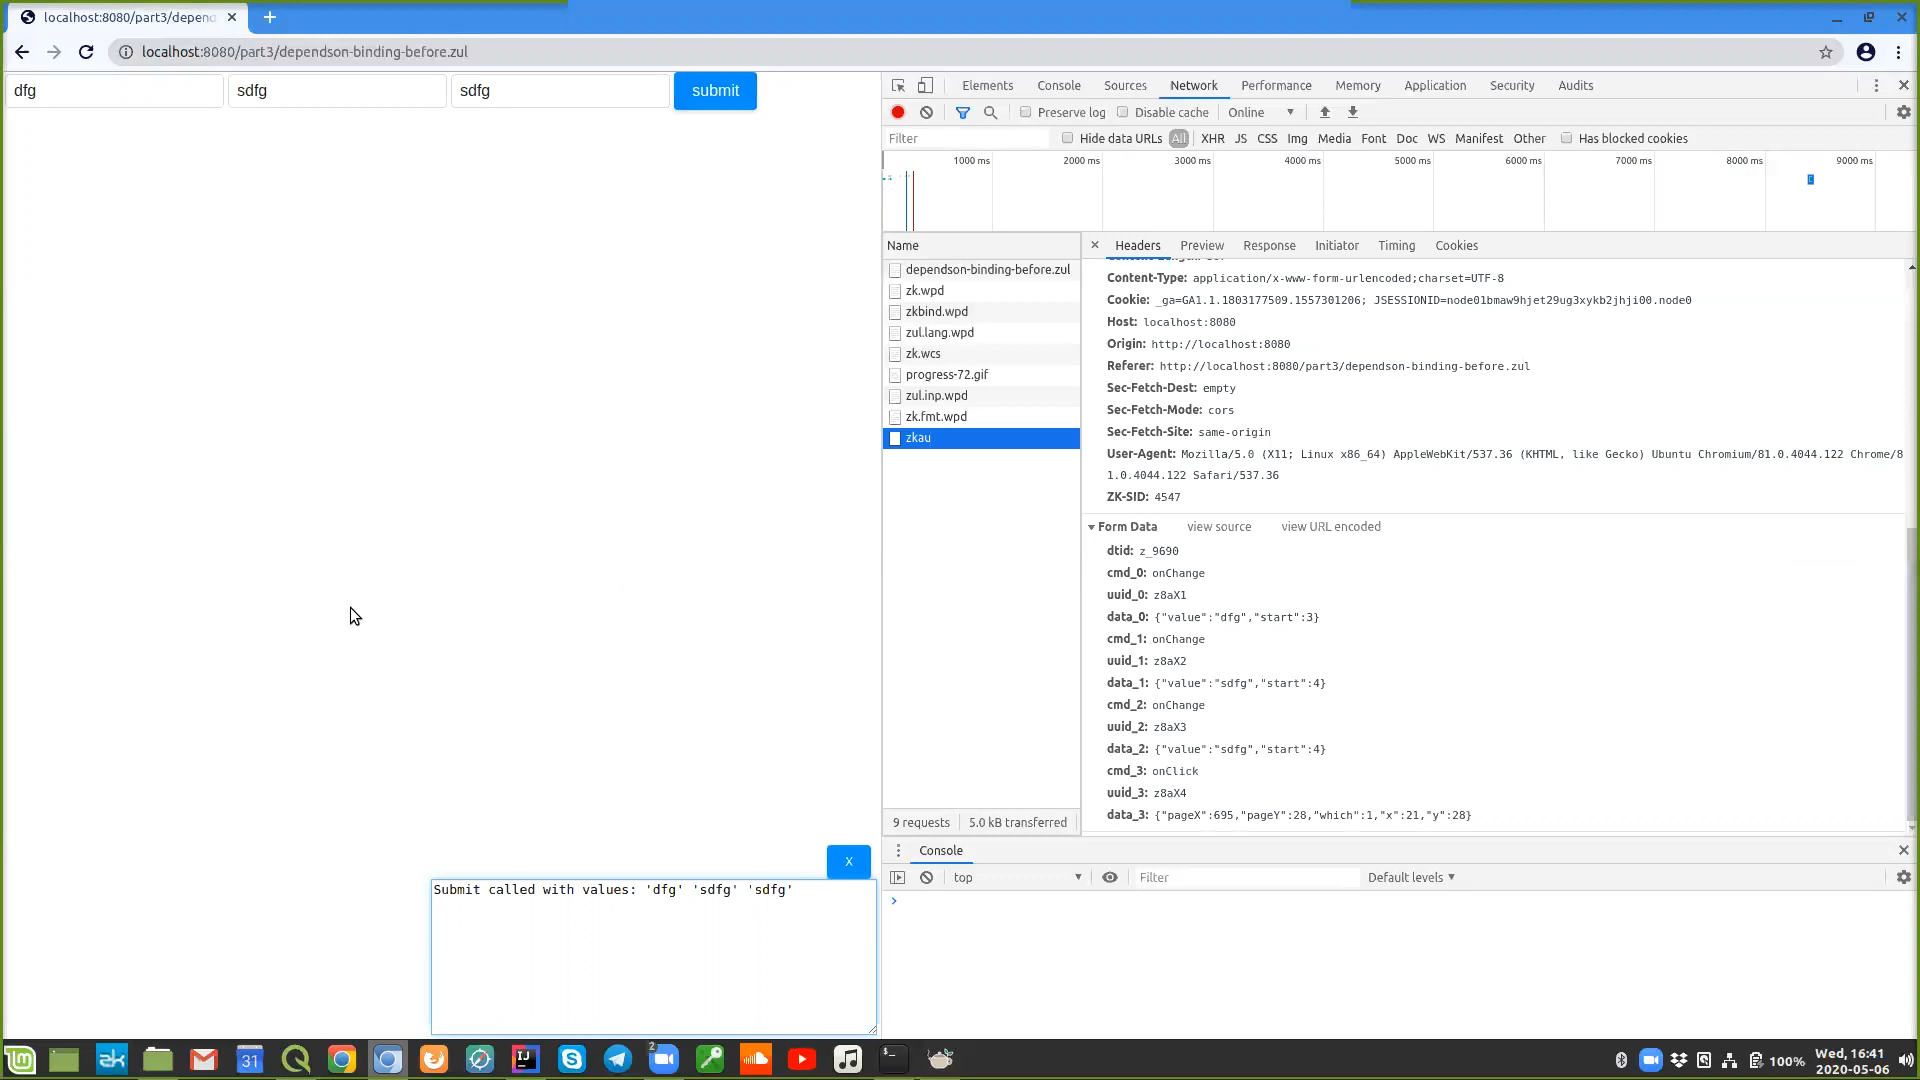 localhost:8080/part3/depend
localhost:8080/part3/dependson-binding-before.zul
dfg sdfg sdfg submit
Elements Console Sources Network Performance Memory Application Security Audits
Preserve log Disable cache Online
Filter Hide data URLs All XHR JS CSS Img Media Font Doc WS Manifest Other Has blocked cookies
1000 ms 2000 ms 3000 ms 4000 ms 5000 ms 6000 ms 7000 ms 8000 ms 9000 ms
Name
dependson-binding-before.zul
zk.wpd
zkbind.wpd
zul.lang.wpd
zk.wcs
progress-72.gif
zul.inp.wpd
zk.fmt.wpd
zkau
9 requests 5.0 kB transferred
Headers Preview Response Initiator Timing Cookies
Content-Type: application/x-www-form-urlencoded;charset=UTF-8
Cookie: _ga=GA1.1.1803177509.1557301206; JSESSIONID=node01bmaw9hjet29ug3xykb2jhji00.node0
Host: localhost:8080
Origin: http://localhost:8080
Referer: http://localhost:8080/part3/dependson-binding-before.zul
Sec-Fetch-Dest: empty
Sec-Fetch-Mode: cors
Sec-Fetch-Site: same-origin
User-Agent: Mozilla/5.0 (X11; Linux x86_64) AppleWebKit/537.36 (KHTML, like Gecko) Ubuntu Chromium/81.0.4044.122 Chrome/8
1.0.4044.122 Safari/537.36
ZK-SID: 4547
Form Data view source view URL encoded
dtid: z_9690
cmd_0: onChange
uuid_0: z8aX1
data_0: {"value":"dfg","start":3}
cmd_1: onChange
uuid_1: z8aX2
data_1: {"value":"sdfg","start":4}
cmd_2: onChange
uuid_2: z8aX3
data_2: {"value":"sdfg","start":4}
cmd_3: onClick
uuid_3: z8aX4
data_3: {"pageX":695,"pageY":28,"which":1,"x":21,"y":28}
Console
top Filter Default levels
X
Submit called with values: 'dfg' 'sdfg' 'sdfg'
zk 31 IJ 2
100% Wed, 16:41
2020-05-06